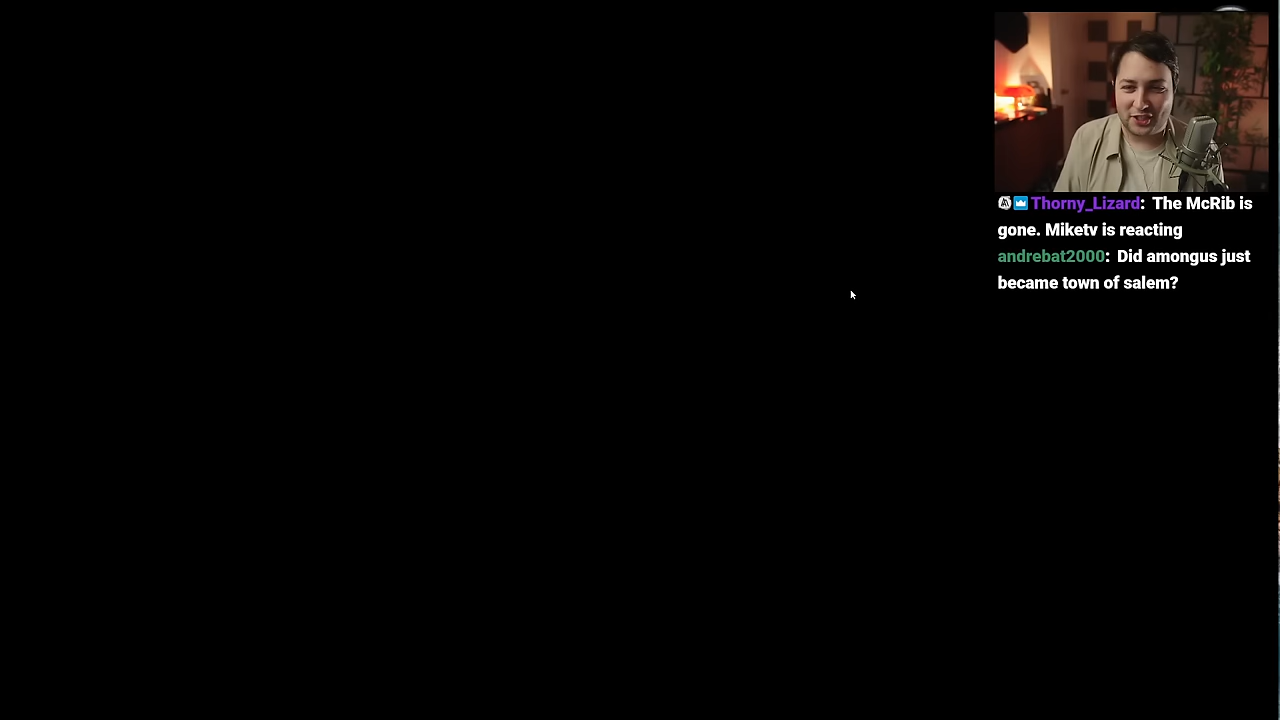 Thorny_Lizard: The McRib is
gone. Miketv is reacting
andrebat2000: Did amongus just
became town of salem?